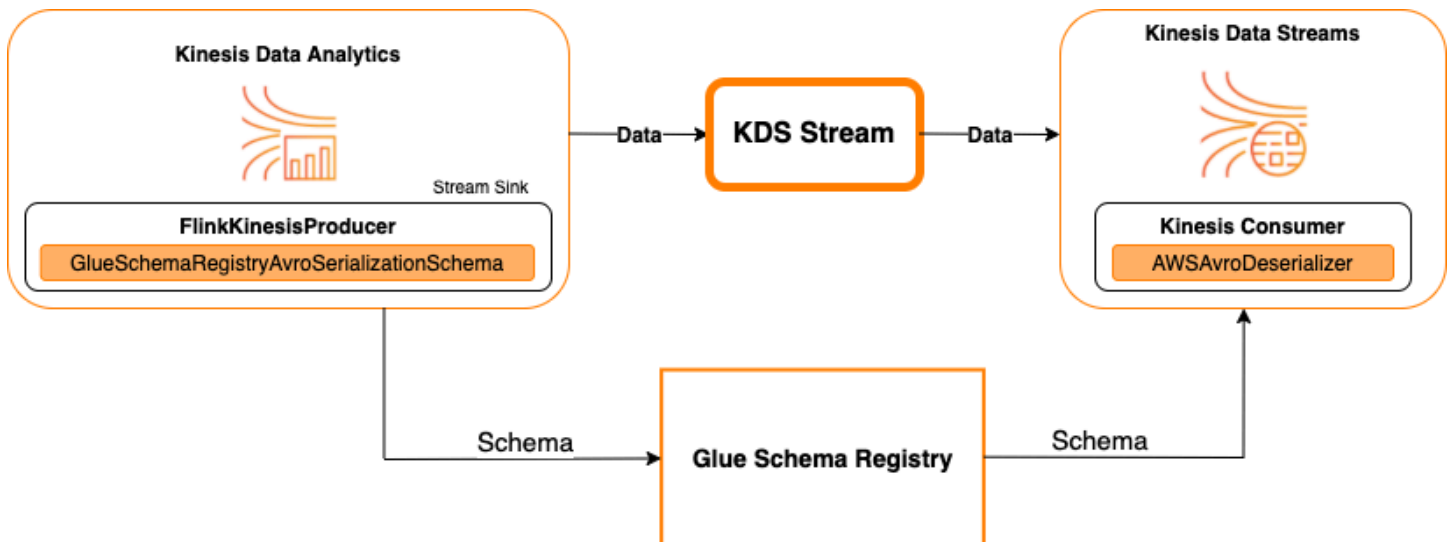 Kinesis Data Analytics
Stream Sink
FlinkKinesisProducer
GlueSchemaRegistryAvroSerializationSchema
Data
KDS Stream
Data
Kinesis Data Streams
Kinesis Consumer
AWSAvroDeserializer
Schema
Glue Schema Registry
Schema